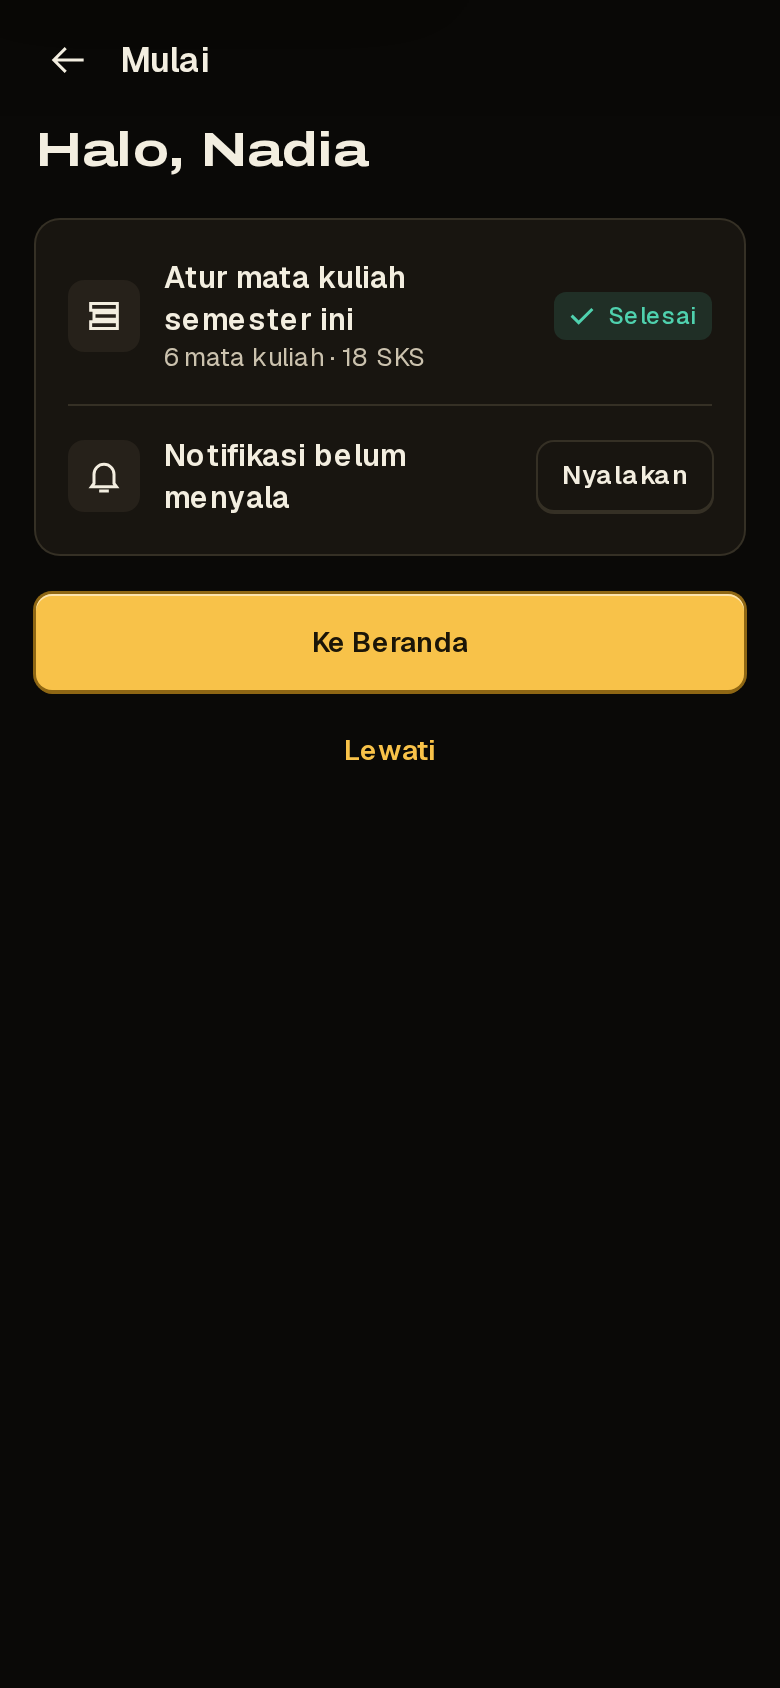 Mulai
Halo, Nadia
Atur mata kuliah
semester ini
6 mata kuliah · 18 SKS
Selesai
Notifikasi belum
menyala
Nyalakan
Ke Beranda
Lewati